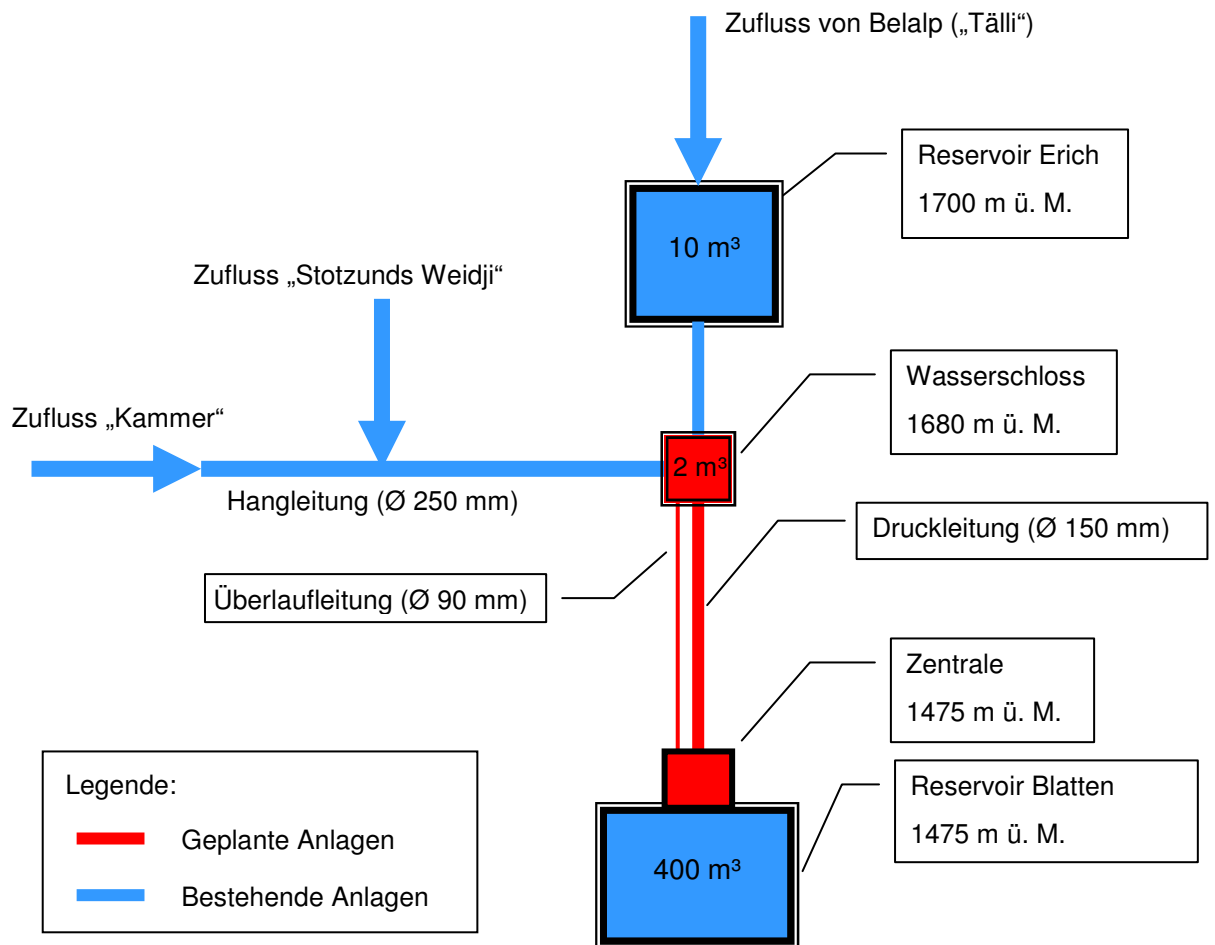 Zufluss von Belalp („Tälli“)
Reservoir Erich
1700 m ü. M.
10 m³
Zufluss „Stotzunds Weidji“
Wasserschloss
1680 m ü. M.
Zufluss „Kammer“
2 m³
Hangleitung (Ø 250 mm)
Druckleitung (Ø 150 mm)
Überlaufleitung (Ø 90 mm)
Zentrale
1475 m ü. M.
Legende:
Geplante Anlagen
Bestehende Anlagen
Reservoir Blatten
1475 m ü. M.
400 m³